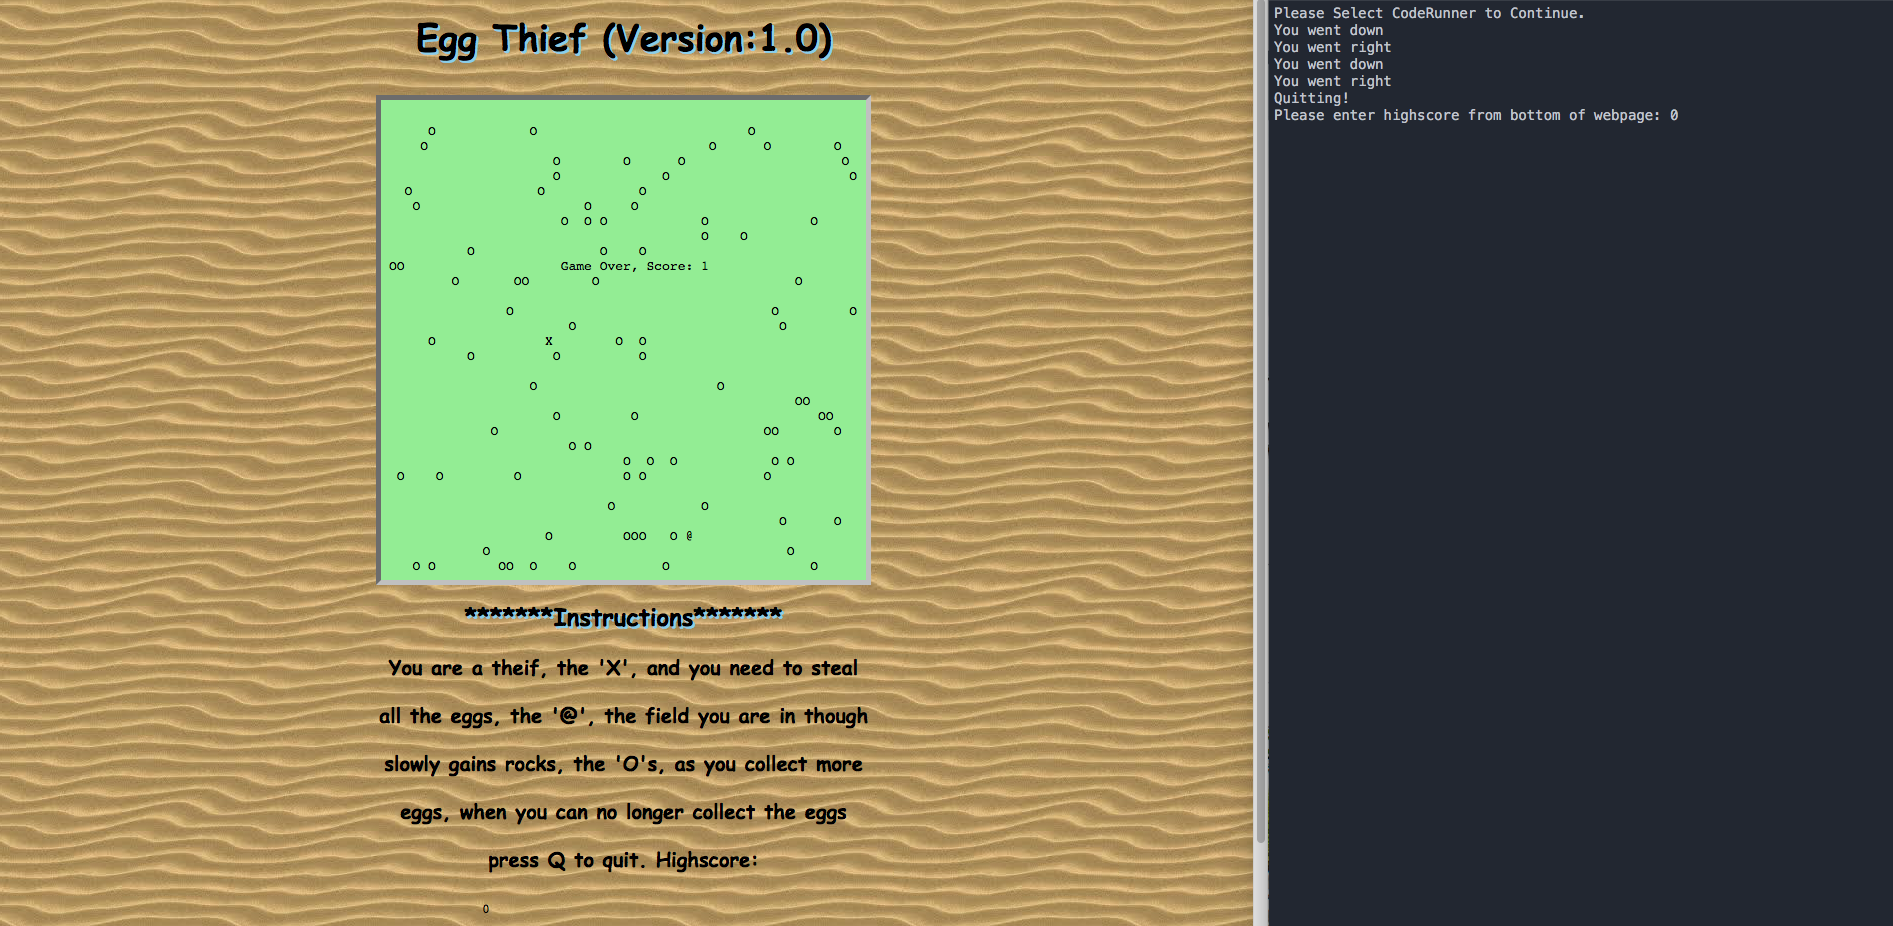 Egg Thief (Version:1.0)
O O O
O O O O
O O O O
O O O
O O O
O O O
O O O O O
O O
O O O
OO Game Over, Score: 1
O OO O O
O O O
O O
O X O O
O O O
O O
OO
O O OO
O OO O
O O
O O O O O
O O O O O O
O O
O O
O OOO O @
O O
O O OO O O O O
*******Instructions*******
You are a theif, the 'X', and you need to steal
all the eggs, the '@', the field you are in though
slowly gains rocks, the 'O's, as you collect more
eggs, when you can no longer collect the eggs
press Q to quit. Highscore:
0
Please Select CodeRunner to Continue.
You went down
You went right
You went down
You went right
Quitting!
Please enter highscore from bottom of webpage: 0